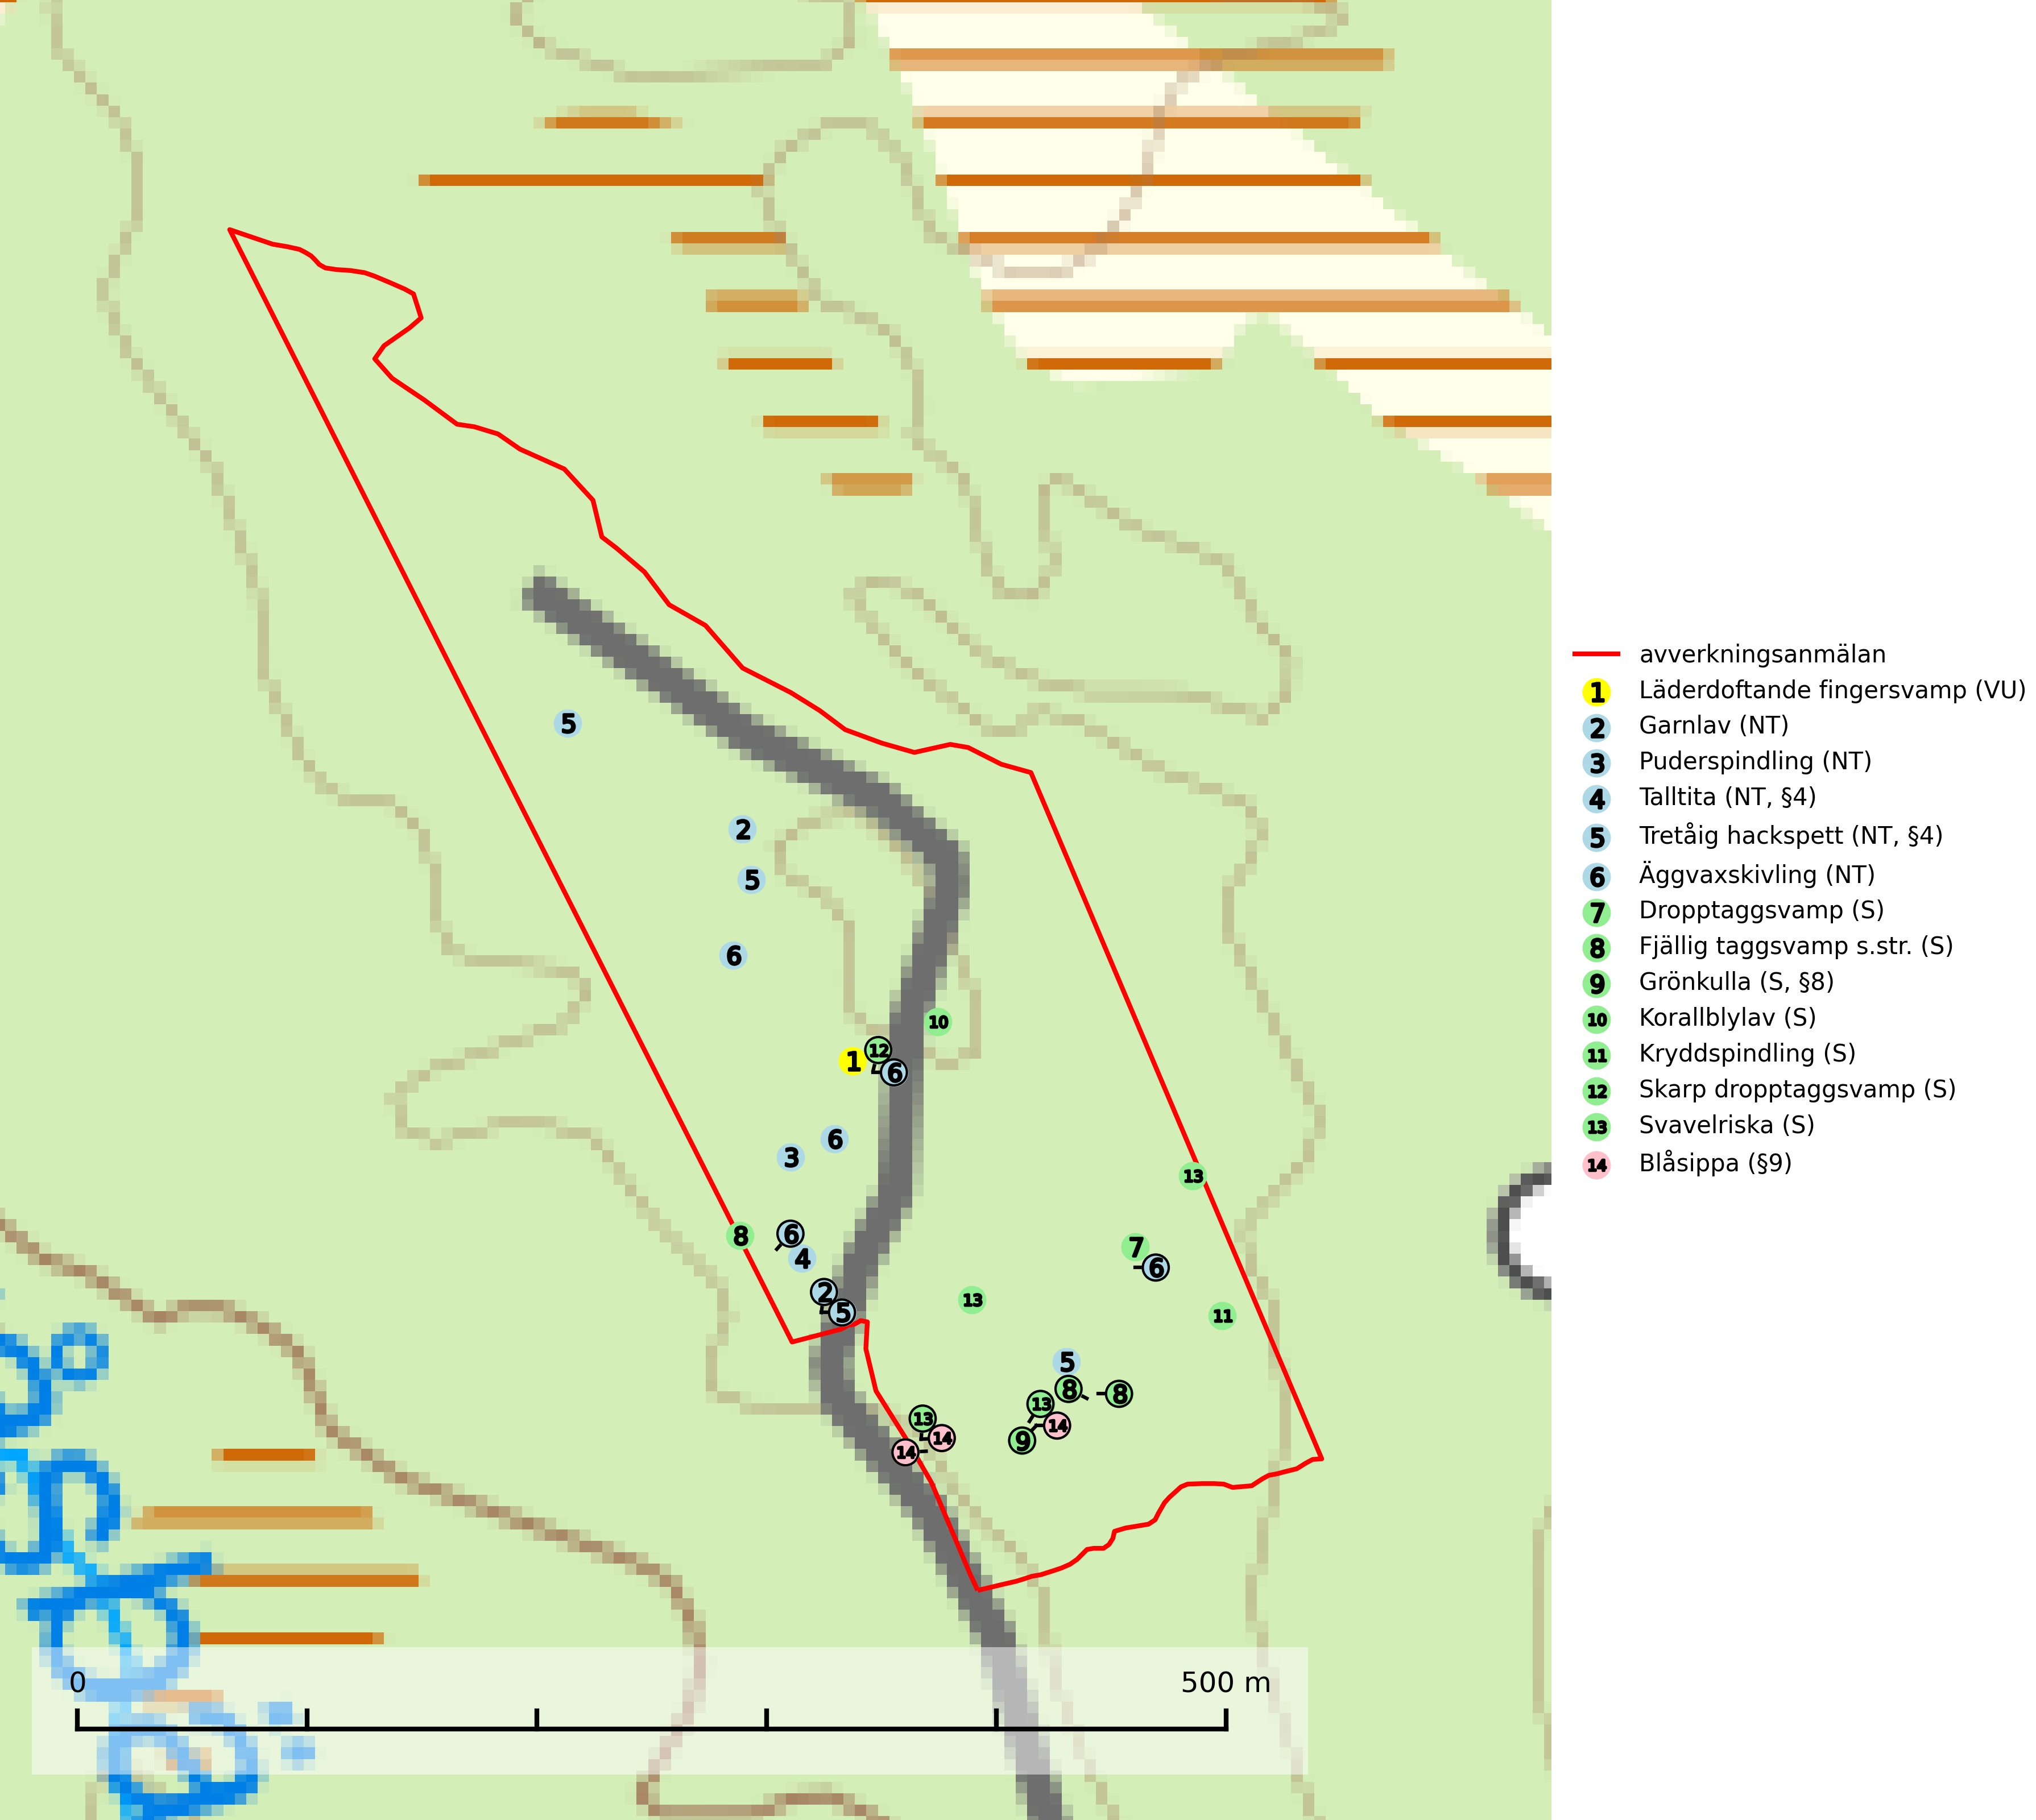 5
2
5
6
10
12
1
6
6
3
13
8
6
4
7
6
2
5
13
11
5
8
8
13
13
14
14
9
14
0 500 m
avverkningsanmälan
1 Läderdoftande fingersvamp (VU)
2 Garnlav (NT)
3 Puderspindling (NT)
4 Talltita (NT, §4)
5 Tretåig hackspett (NT, §4)
6 Äggvaxskivling (NT)
7 Dropptaggsvamp (S)
8 Fjällig taggsvamp s.str. (S)
9 Grönkulla (S, §8)
10 Korallblylav (S)
11 Kryddspindling (S)
12 Skarp dropptaggsvamp (S)
13 Svavelriska (S)
14 Blåsippa (§9)